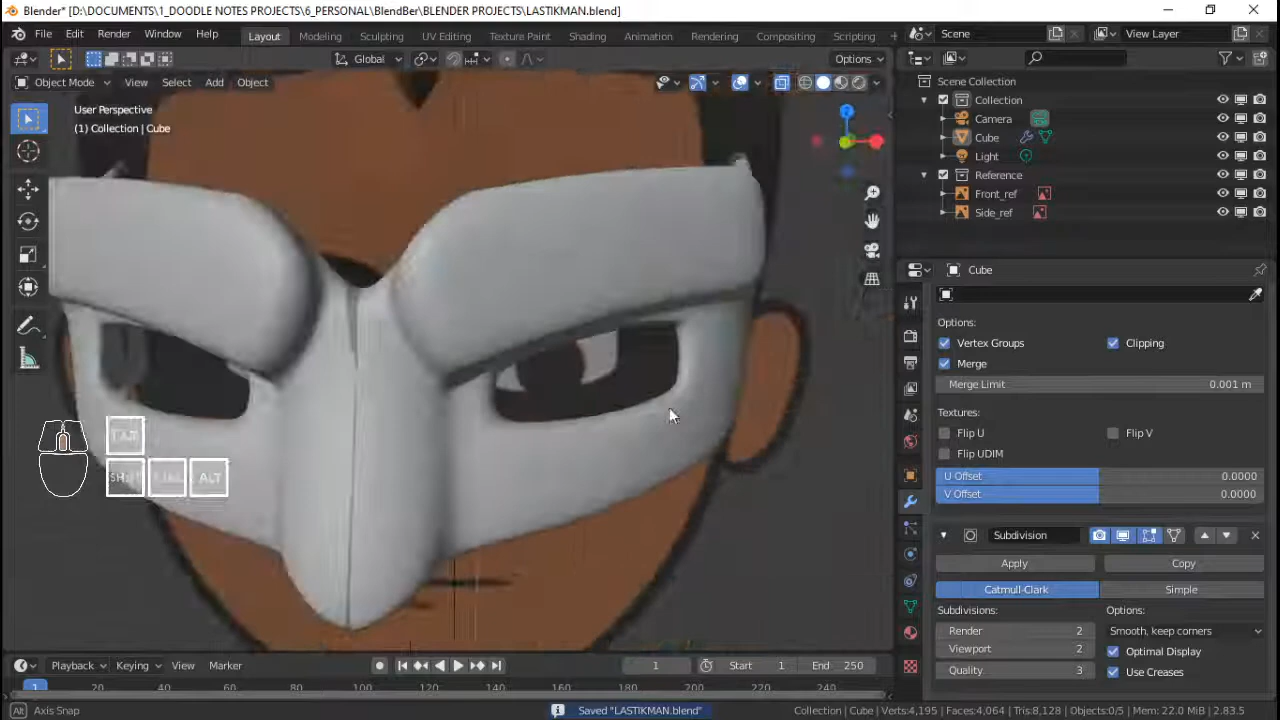 Blender* [D:\DOCUMENTS\1_DOODLE NOTES PROJECTS\6_PERSONAL\BlendBer\BLENDER PROJECTS\LASTIKMAN.blend]
File Edit Render Window Help Layout Modeling Sculpting UV Editing Texture Paint Shading Animation Rendering Compositing Scripting + Scene View Layer
Global Options
Object Mode View Select Add Object
User Perspective
(1) Collection | Cube
Scene Collection
Collection
Camera
Cube
Light
Reference
Front_ref
Side_ref
Cube
Options:
Vertex Groups Clipping
Merge
Merge Limit 0.001 m
Textures:
Flip U Flip V
Flip UDIM
U Offset 0.0000
V Offset 0.0000
Subdivision
Apply Copy
Catmull-Clark Simple
Subdivisions: Options:
Render 2 Smooth, keep corners
Viewport 2 Optimal Display
Quality 3 Use Creases
ALT
Playback Keying View Marker 1 Start 1 End 250
1 20 40 60 80 100 120 140 160 180 200 220 240
Alt Axis Snap Saved "LASTIKMAN.blend" Collection | Cube | Verts:4,195 | Faces:4,064 | Tris:8,128 | Objects:0/5 | Mem: 22.0 MiB | 2.83.5